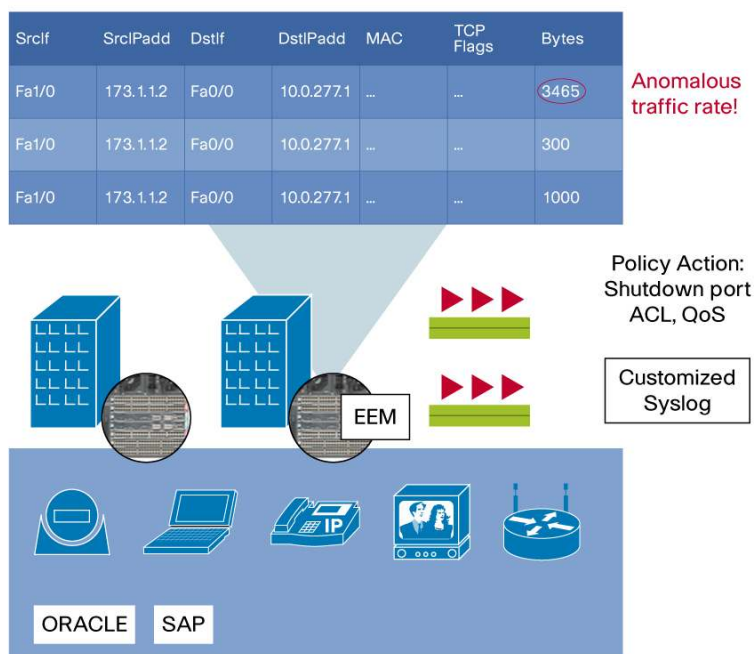 SrcIf SrcIPadd DstIf DstIPadd MAC TCP Flags Bytes
Fa1/0 173.1.1.2 Fa0/0 10.0.277.1 ... ... 3465
Fa1/0 173.1.1.2 Fa0/0 10.0.277.1 ... ... 300
Fa1/0 173.1.1.2 Fa0/0 10.0.277.1 ... ... 1000
Anomalous
traffic rate!
Policy Action:
Shutdown port
ACL, QoS
Customized
Syslog
EEM
IP
ORACLE SAP